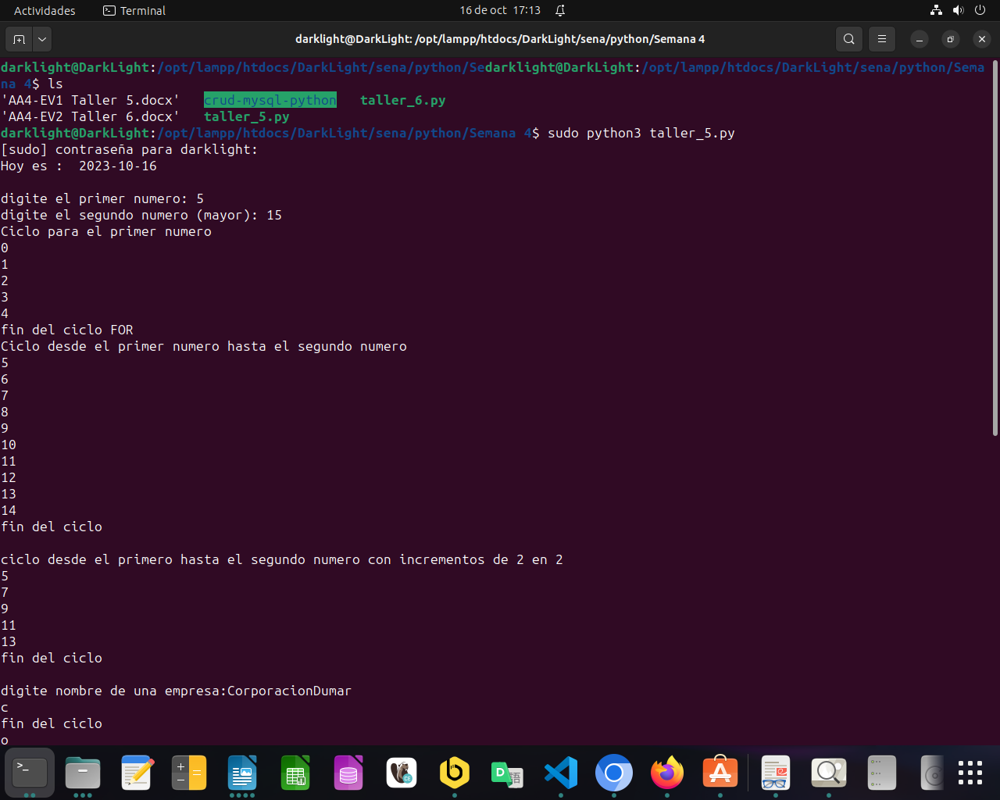 Actividades
Terminal
16 de oct 17:13
darklight@DarkLight: /opt/lampp/htdocs/DarkLight/sena/python/Semana 4
darklight@DarkLight:/opt/lampp/htdocs/DarkLight/sena/python/Sedarklight@DarkLight:/opt/lampp/htdocs/DarkLight/sena/python/Sema
na 4$ ls
'AA4-EV1 Taller 5.docx' crud-mysql-python taller_6.py
'AA4-EV2 Taller 6.docx' taller_5.py
darklight@DarkLight:/opt/lampp/htdocs/DarkLight/sena/python/Semana 4$ sudo python3 taller_5.py
[sudo] contraseña para darklight:
Hoy es :  2023-10-16
digite el primer numero: 5
digite el segundo numero (mayor): 15
Ciclo para el primer numero
0
1
2
3
4
fin del ciclo FOR
Ciclo desde el primer numero hasta el segundo numero
5
6
7
8
9
10
11
12
13
14
fin del ciclo
ciclo desde el primero hasta el segundo numero con incrementos de 2 en 2
5
7
9
11
13
fin del ciclo
digite nombre de una empresa:CorporacionDumar
c
fin del ciclo
o